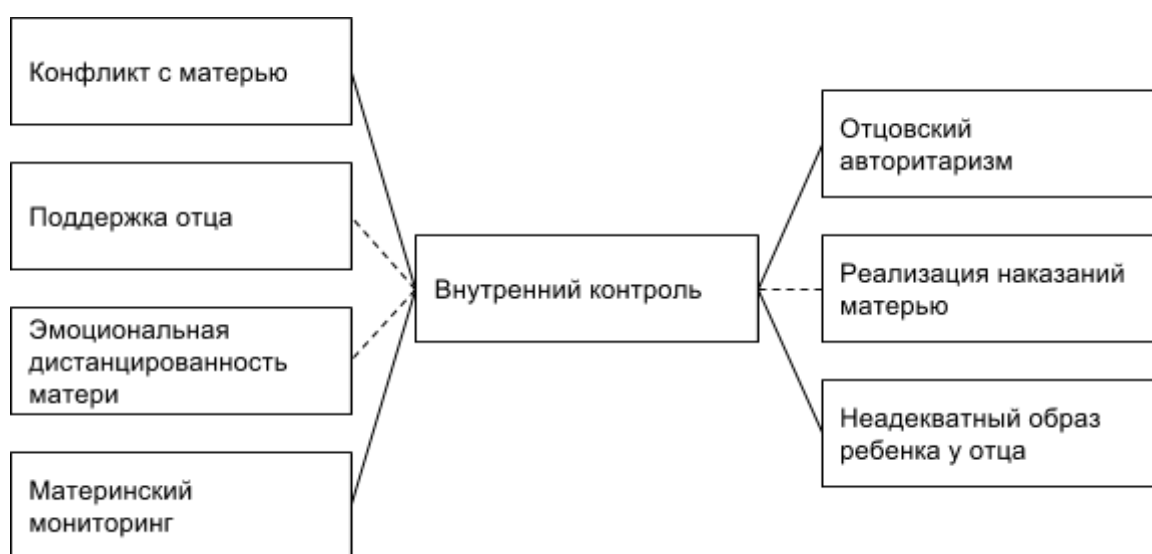 Конфликт с матерью
Поддержка отца
Эмоциональная
дистанцированность
матери
Материнский
мониторинг
Внутренний контроль
Отцовский
авторитаризм
Реализация наказаний
матерью
Неадекватный образ
ребенка у отца